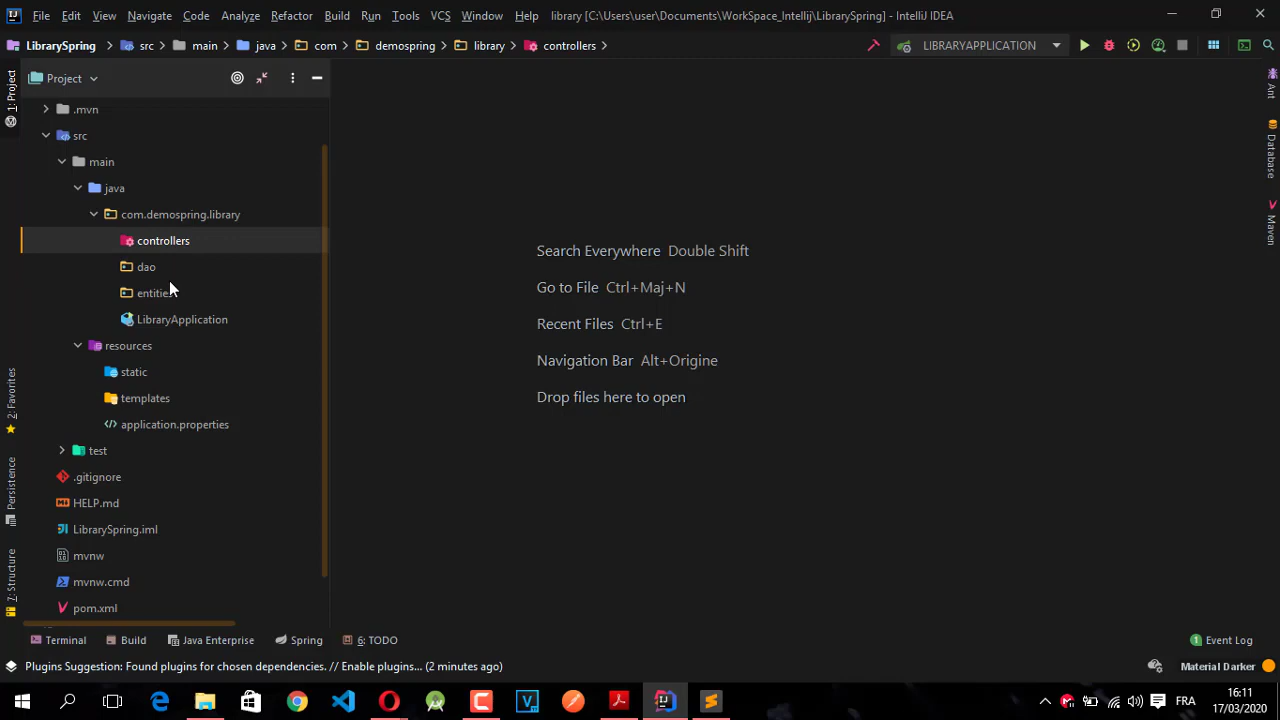 File Edit View Navigate Code Analyze Refactor Build Run Tools VCS Window Help library [C:\Users\user\Documents\WorkSpace_Intellij\LibrarySpring] - IntelliJ IDEA
LibrarySpring src main java com demospring library controllers LIBRARYAPPLICATION
1: Project
Project
.mvn
src
main
java
com.demospring.library
controllers
dao
LibraryApplication
resources
static
templates
application.properties
test
.gitignore
HELP.md
LibrarySpring.iml
mvnw
mvnw.cmd
pom.xml
2: Favorites
Persistence
7: Structure
Search Everywhere Double Shift
Go to File Ctrl+Maj+N
Recent Files Ctrl+E
Navigation Bar Alt+Origine
Drop files here to open
Ant
Database
Maven
Terminal Build Java Enterprise Spring 6: TODO 1 Event Log
Plugins Suggestion: Found plugins for chosen dependencies. // Enable plugins... (2 minutes ago) Material Darker
FRA
16:11
17/03/2020